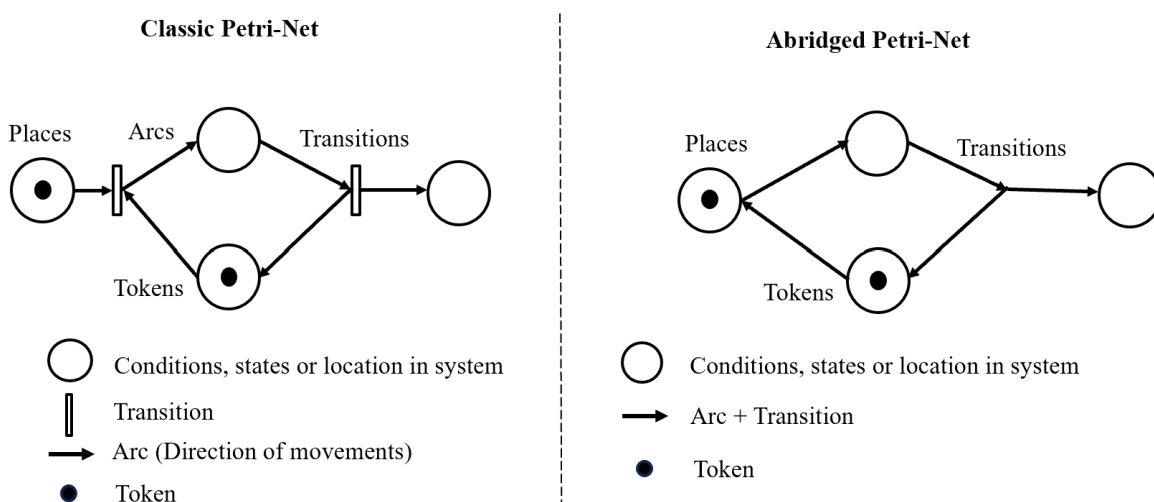 Classic Petri-Net
Places
Arcs
Transitions
Tokens
Conditions, states or location in system
Transition
Arc (Direction of movements)
Token
Abridged Petri-Net
Places
Transitions
Tokens
Conditions, states or location in system
Arc + Transition
Token